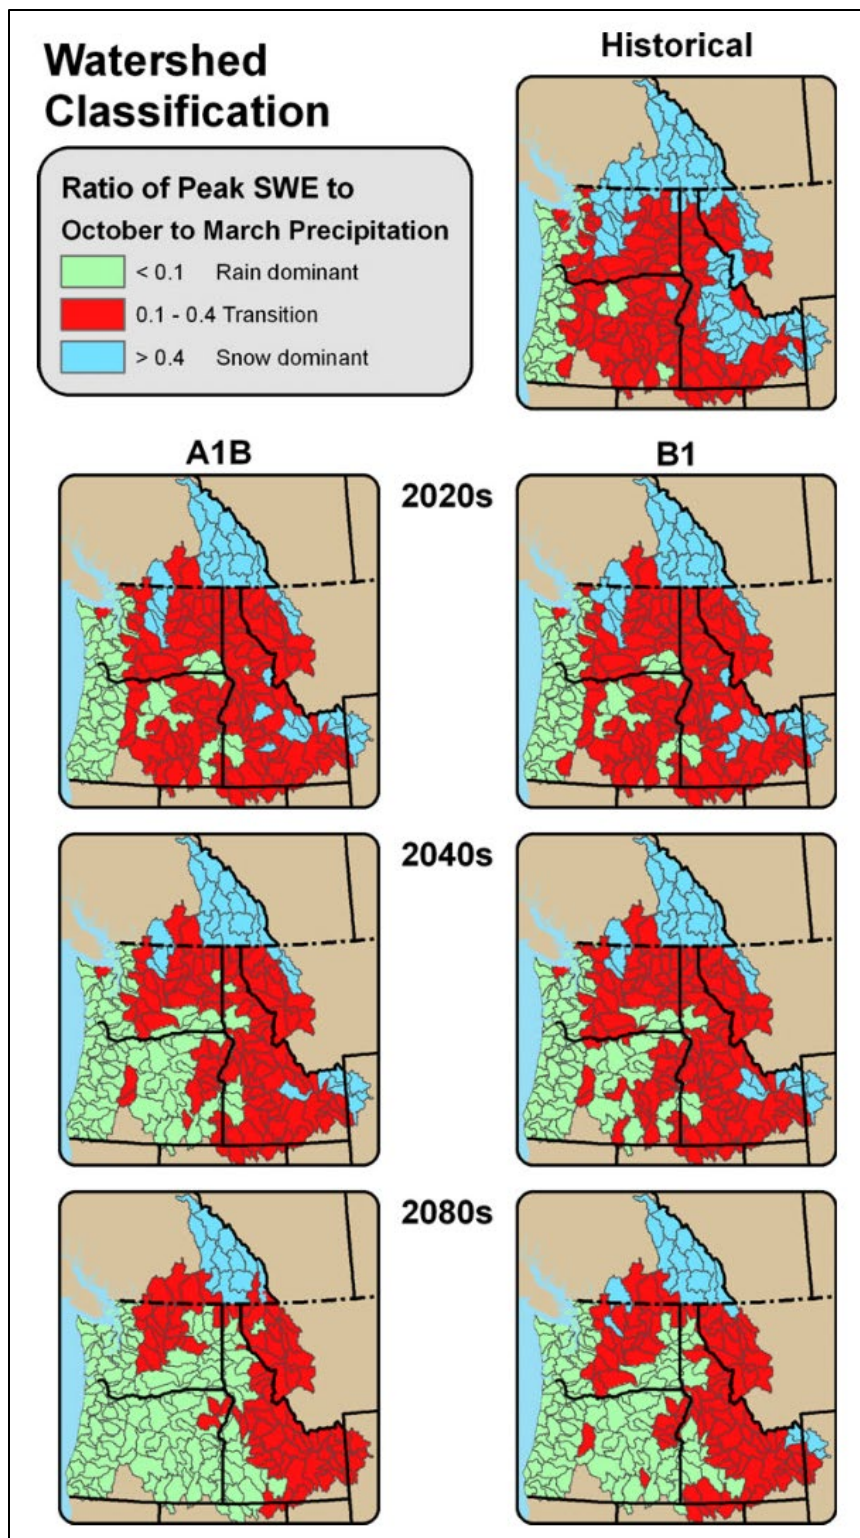 Watershed
Classification
Historical
Ratio of Peak SWE to
October to March Precipitation
< 0.1 Rain dominant
0.1 - 0.4 Transition
> 0.4 Snow dominant
A1B
B1
2020s
2040s
2080s